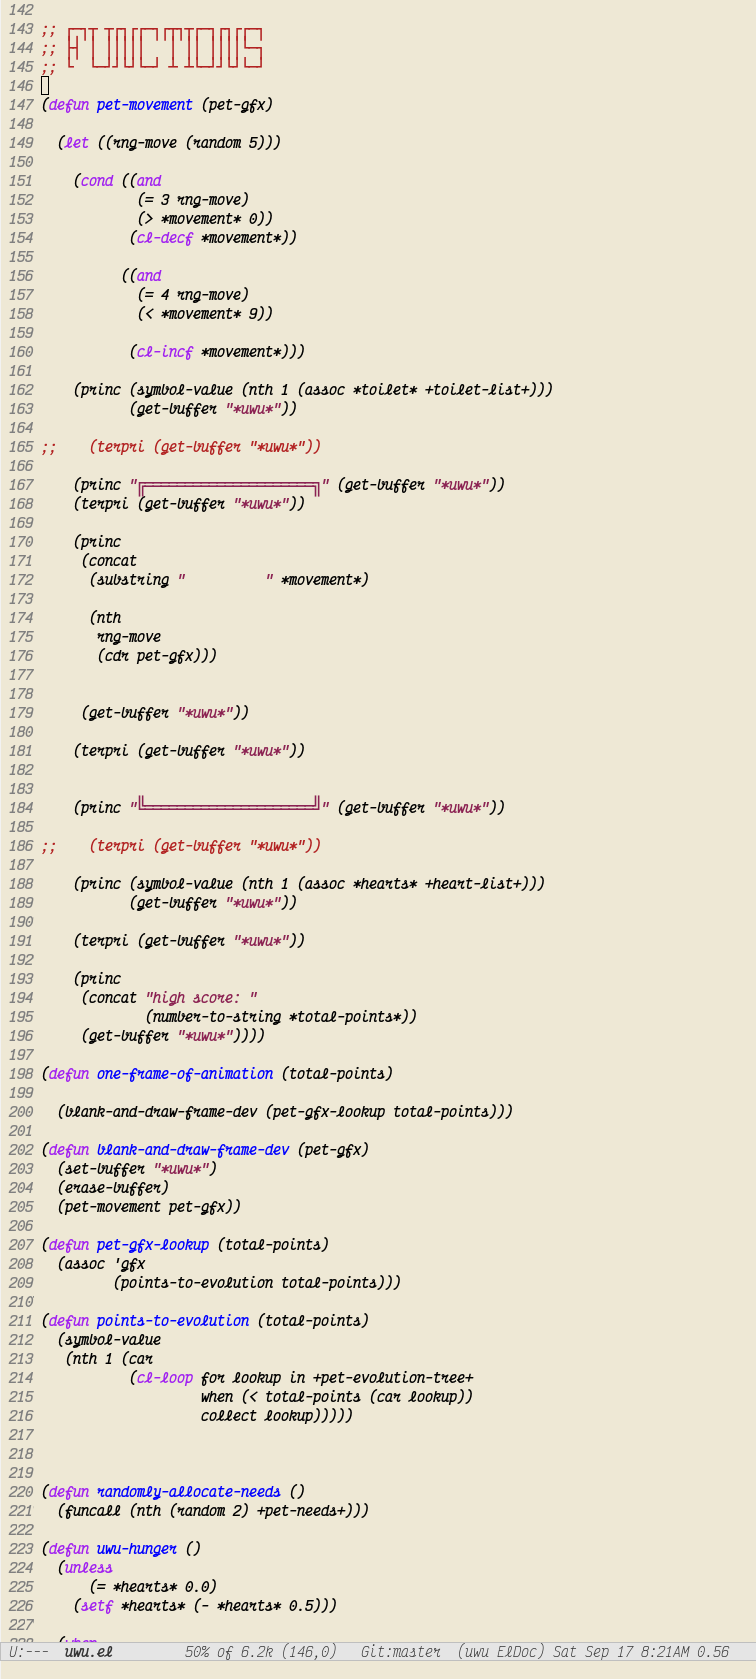 142
143 ;;
144 ;;
145 ;;
146
147 (defun pet-movement (pet-gfx)
148
149   (let ((rng-move (random 5)))
150
151     (cond ((and
152             (= 3 rng-move)
153             (> *movement* 0))
154            (cl-decf *movement*))
155
156           ((and
157             (= 4 rng-move)
158             (< *movement* 9))
159
160            (cl-incf *movement*)))
161
162     (princ (symbol-value (nth 1 (assoc *toilet* +toilet-list+)))
163            (get-buffer "*uwu*"))
164
165 ;;    (terpri (get-buffer "*uwu*"))
166
167     (princ "╔═════════════════════╗" (get-buffer "*uwu*"))
168     (terpri (get-buffer "*uwu*"))
169
170     (princ
171      (concat
172       (substring "          " *movement*)
173
174       (nth
175        rng-move
176        (cdr pet-gfx)))
177
178
179      (get-buffer "*uwu*"))
180
181     (terpri (get-buffer "*uwu*"))
182
183
184     (princ "╚═════════════════════╝" (get-buffer "*uwu*"))
185
186 ;;    (terpri (get-buffer "*uwu*"))
187
188     (princ (symbol-value (nth 1 (assoc *hearts* +heart-list+)))
189            (get-buffer "*uwu*"))
190
191     (terpri (get-buffer "*uwu*"))
192
193     (princ
194      (concat "high score: "
195              (number-to-string *total-points*))
196      (get-buffer "*uwu*"))))
197
198 (defun one-frame-of-animation (total-points)
199
200   (blank-and-draw-frame-dev (pet-gfx-lookup total-points)))
201
202 (defun blank-and-draw-frame-dev (pet-gfx)
203   (set-buffer "*uwu*")
204   (erase-buffer)
205   (pet-movement pet-gfx))
206
207 (defun pet-gfx-lookup (total-points)
208   (assoc 'gfx
209          (points-to-evolution total-points)))
210
211 (defun points-to-evolution (total-points)
212   (symbol-value
213    (nth 1 (car
214            (cl-loop for lookup in +pet-evolution-tree+
215                     when (< total-points (car lookup))
216                     collect lookup)))))
217
218
219
220 (defun randomly-allocate-needs ()
221   (funcall (nth (random 2) +pet-needs+)))
222
223 (defun uwu-hunger ()
224   (unless
225       (= *hearts* 0.0)
226     (setf *hearts* (- *hearts* 0.5)))
227
228   (when
U:---  uwu.el         50% of 6.2k (146,0)   Git:master  (uwu ElDoc) Sat Sep 17 8:21AM 0.56